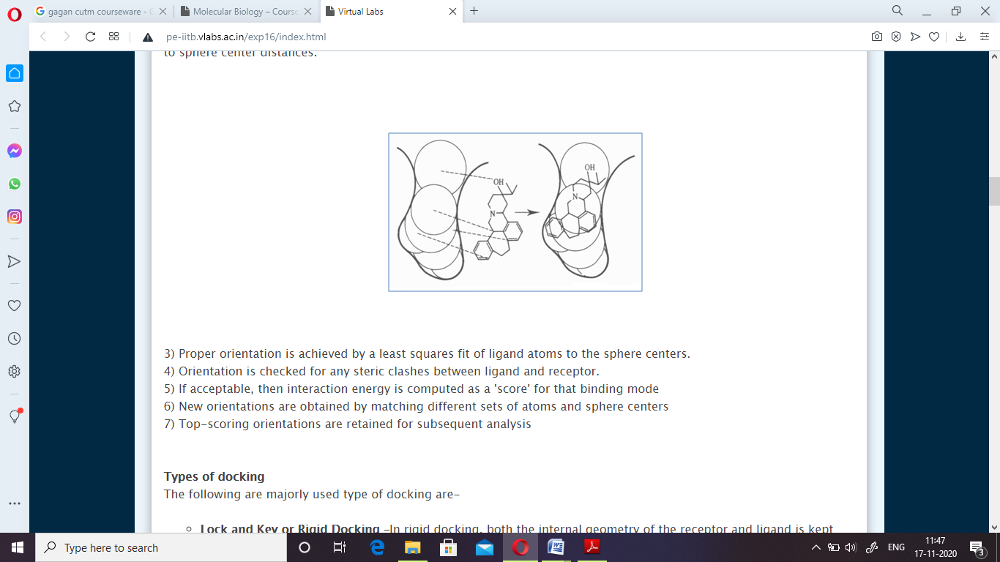 gagan cutm courseware - G
Molecular Biology – Course
Virtual Labs
pe-iitb.vlabs.ac.in/exp16/index.html
to sphere center distances.
OH
N
OH
N
3) Proper orientation is achieved by a least squares fit of ligand atoms to the sphere centers.
4) Orientation is checked for any steric clashes between ligand and receptor.
5) If acceptable, then interaction energy is computed as a 'score' for that binding mode
6) New orientations are obtained by matching different sets of atoms and sphere centers
7) Top-scoring orientations are retained for subsequent analysis
Types of docking
The following are majorly used type of docking are-
Lock and Key or Rigid Docking -In rigid docking, both the internal geometry of the receptor and ligand is kept
Type here to search
ENG
11:47
17-11-2020
3